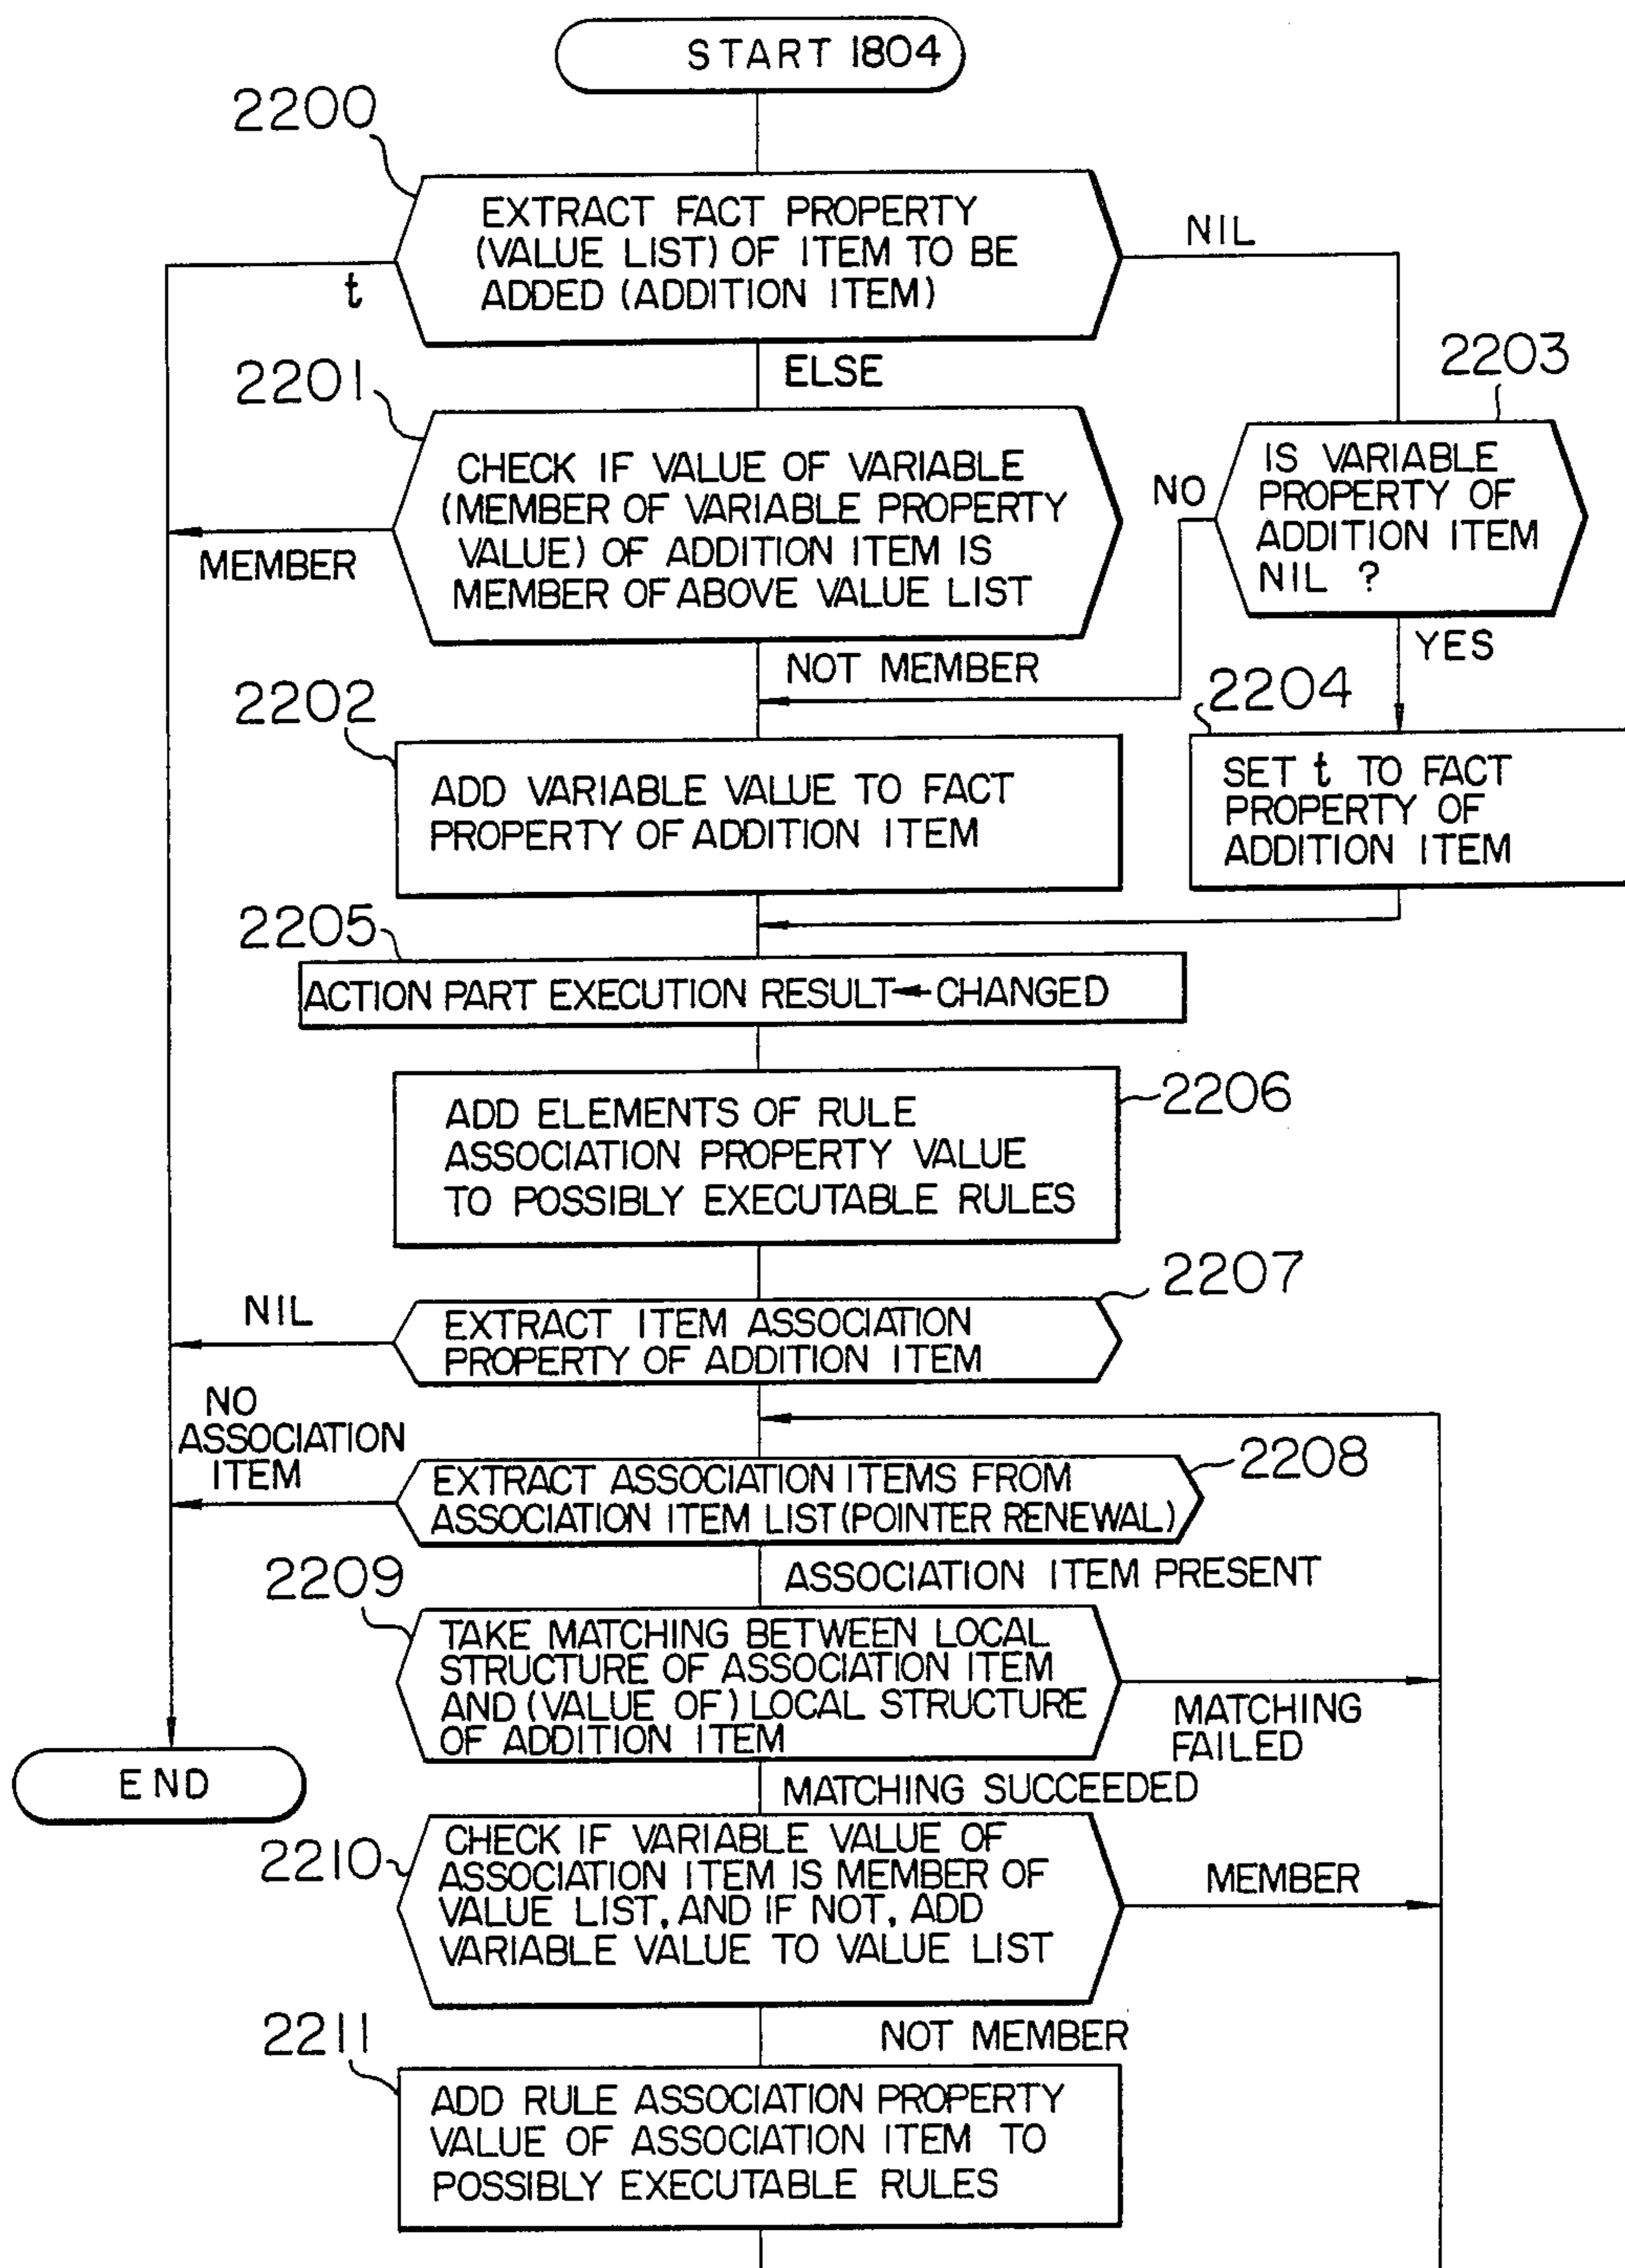 START 1804
2200
EXTRACT FACT PROPERTY
(VALUE LIST) OF ITEM TO BE
ADDED (ADDITION ITEM)
NIL
t
ELSE
2201
2203
CHECK IF VALUE OF VARIABLE
(MEMBER OF VARIABLE PROPERTY
VALUE) OF ADDITION ITEM IS
MEMBER OF ABOVE VALUE LIST
MEMBER
NO
IS VARIABLE
PROPERTY OF
ADDITION ITEM
NIL ?
YES
NOT MEMBER
2202
2204
ADD VARIABLE VALUE TO FACT
PROPERTY OF ADDITION ITEM
SET t TO FACT
PROPERTY OF
ADDITION ITEM
2205
ACTION PART EXECUTION RESULT ← CHANGED
2206
ADD ELEMENTS OF RULE
ASSOCIATION PROPERTY VALUE
TO POSSIBLY EXECUTABLE RULES
2207
NIL
EXTRACT ITEM ASSOCIATION
PROPERTY OF ADDITION ITEM
NO
ASSOCIATION
ITEM
2208
EXTRACT ASSOCIATION ITEMS FROM
ASSOCIATION ITEM LIST (POINTER RENEWAL)
ASSOCIATION ITEM PRESENT
2209
TAKE MATCHING BETWEEN LOCAL
STRUCTURE OF ASSOCIATION ITEM
AND (VALUE OF) LOCAL STRUCTURE
OF ADDITION ITEM
MATCHING
FAILED
END
MATCHING SUCCEEDED
2210
CHECK IF VARIABLE VALUE OF
ASSOCIATION ITEM IS MEMBER OF
VALUE LIST, AND IF NOT, ADD
VARIABLE VALUE TO VALUE LIST
MEMBER
NOT MEMBER
2211
ADD RULE ASSOCIATION PROPERTY
VALUE OF ASSOCIATION ITEM TO
POSSIBLY EXECUTABLE RULES